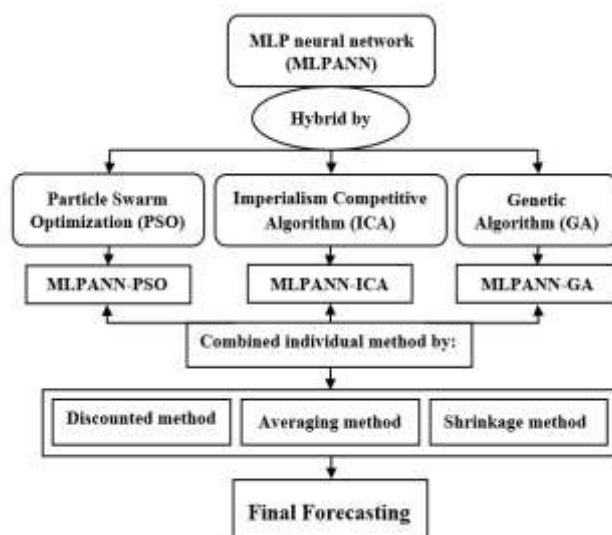 MLP neural network
(MLPANN)
Hybrid by
Particle Swarm
Optimization (PSO)
Imperialism Competitive
Algorithm (ICA)
Genetic
Algorithm (GA)
MLPANN-PSO
MLPANN-ICA
MLPANN-GA
Combined individual method by:
Discounted method
Averaging method
Shrinkage method
Final Forecasting